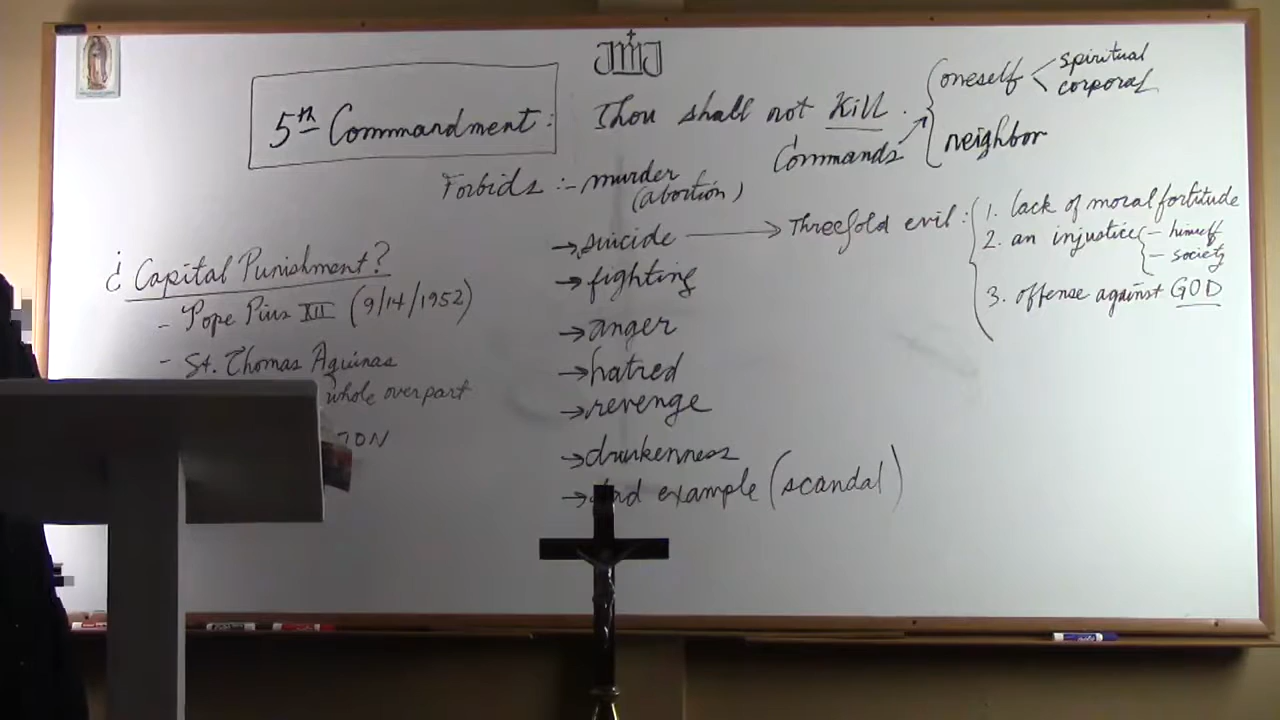 JMJ
5th Commandment:
Thou shall not Kill.
Commands
oneself
spiritual
corporal
neighbor
Forbids :- murder
(abortion)
→ suicide → Threefold evil:
1. lack of moral fortitude
2. an injustice
- himself
- society
3. offense against GOD
→ fighting
→ anger
→ hatred
→ revenge
→ drunkenness
→ bad example (scandal)
¿ Capital Punishment?
- Pope Pius XII (9/14/1952)
- St. Thomas Aquinas
whole over part